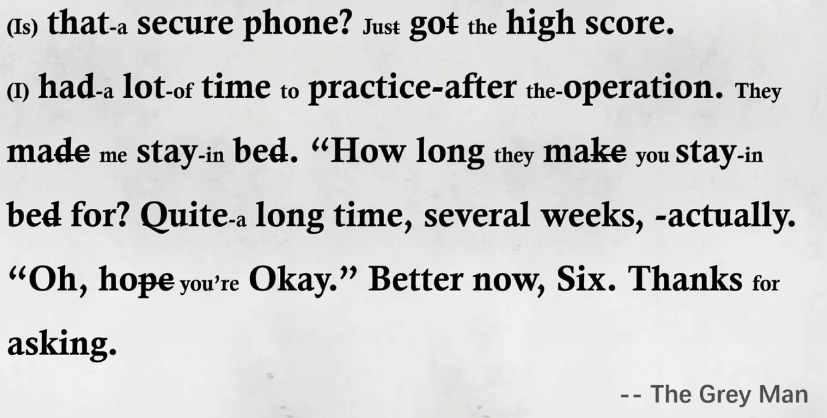 (Is) that-a secure phone? Just got the high score.
(I) had-a lot-of time to practice-after the-operation. They
made me stay-in bed. “How long they make you stay-in
bed for? Quite-a long time, several weeks, -actually.
“Oh, hope you’re Okay.” Better now, Six. Thanks for
asking.
-- The Grey Man